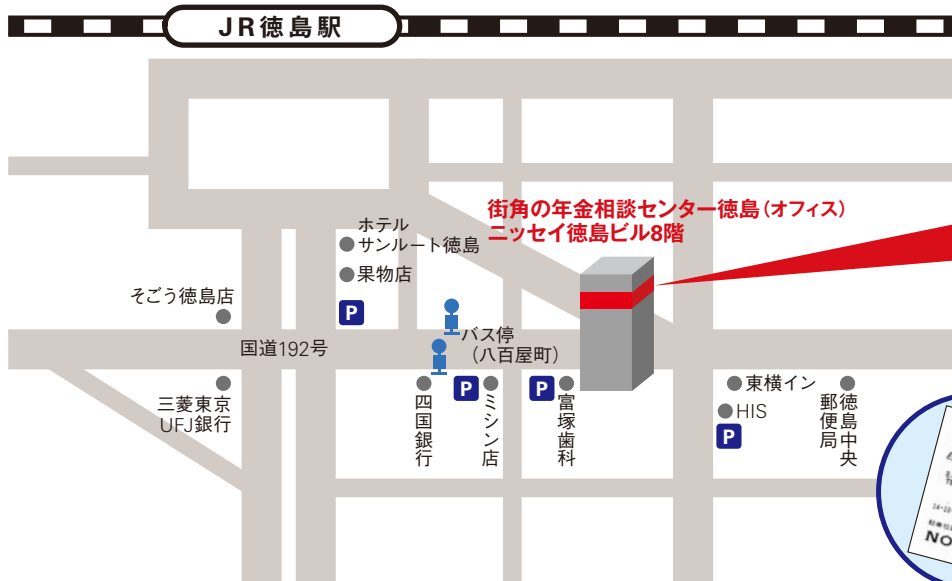 JR徳島駅
街角の年金相談センター徳島(オフィス)
ニッセイ徳島ビル8階
ホテル
サンルート徳島
果物店
そごう徳島店
P
国道192号
バス停
(八百屋町)
三菱東京
UFJ銀行
四国銀行
P
ミシン店
P
富塚歯科
東横イン
HIS
P
徳島中央
郵便局
NO